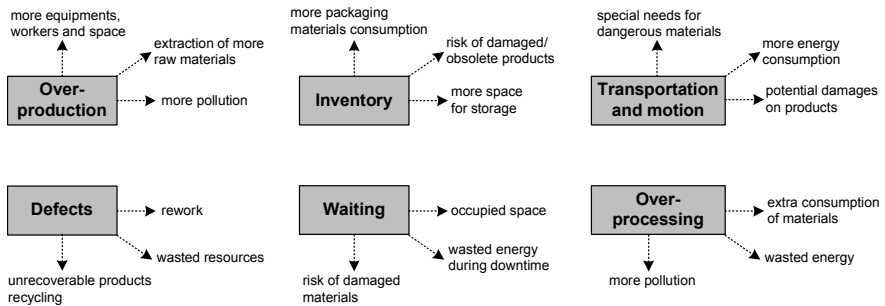 more equipments,
workers and space
extraction of more
raw materials
Over-
production
more pollution
more packaging
materials consumption
risk of damaged/
obsolete products
Inventory
more space
for storage
special needs for
dangerous materials
more energy
consumption
Transportation
and motion
potential damages
on products
Defects
rework
wasted resources
unrecoverable products
recycling
Waiting
occupied space
wasted energy
during downtime
risk of damaged
materials
Over-
processing
extra consumption
of materials
wasted energy
more pollution